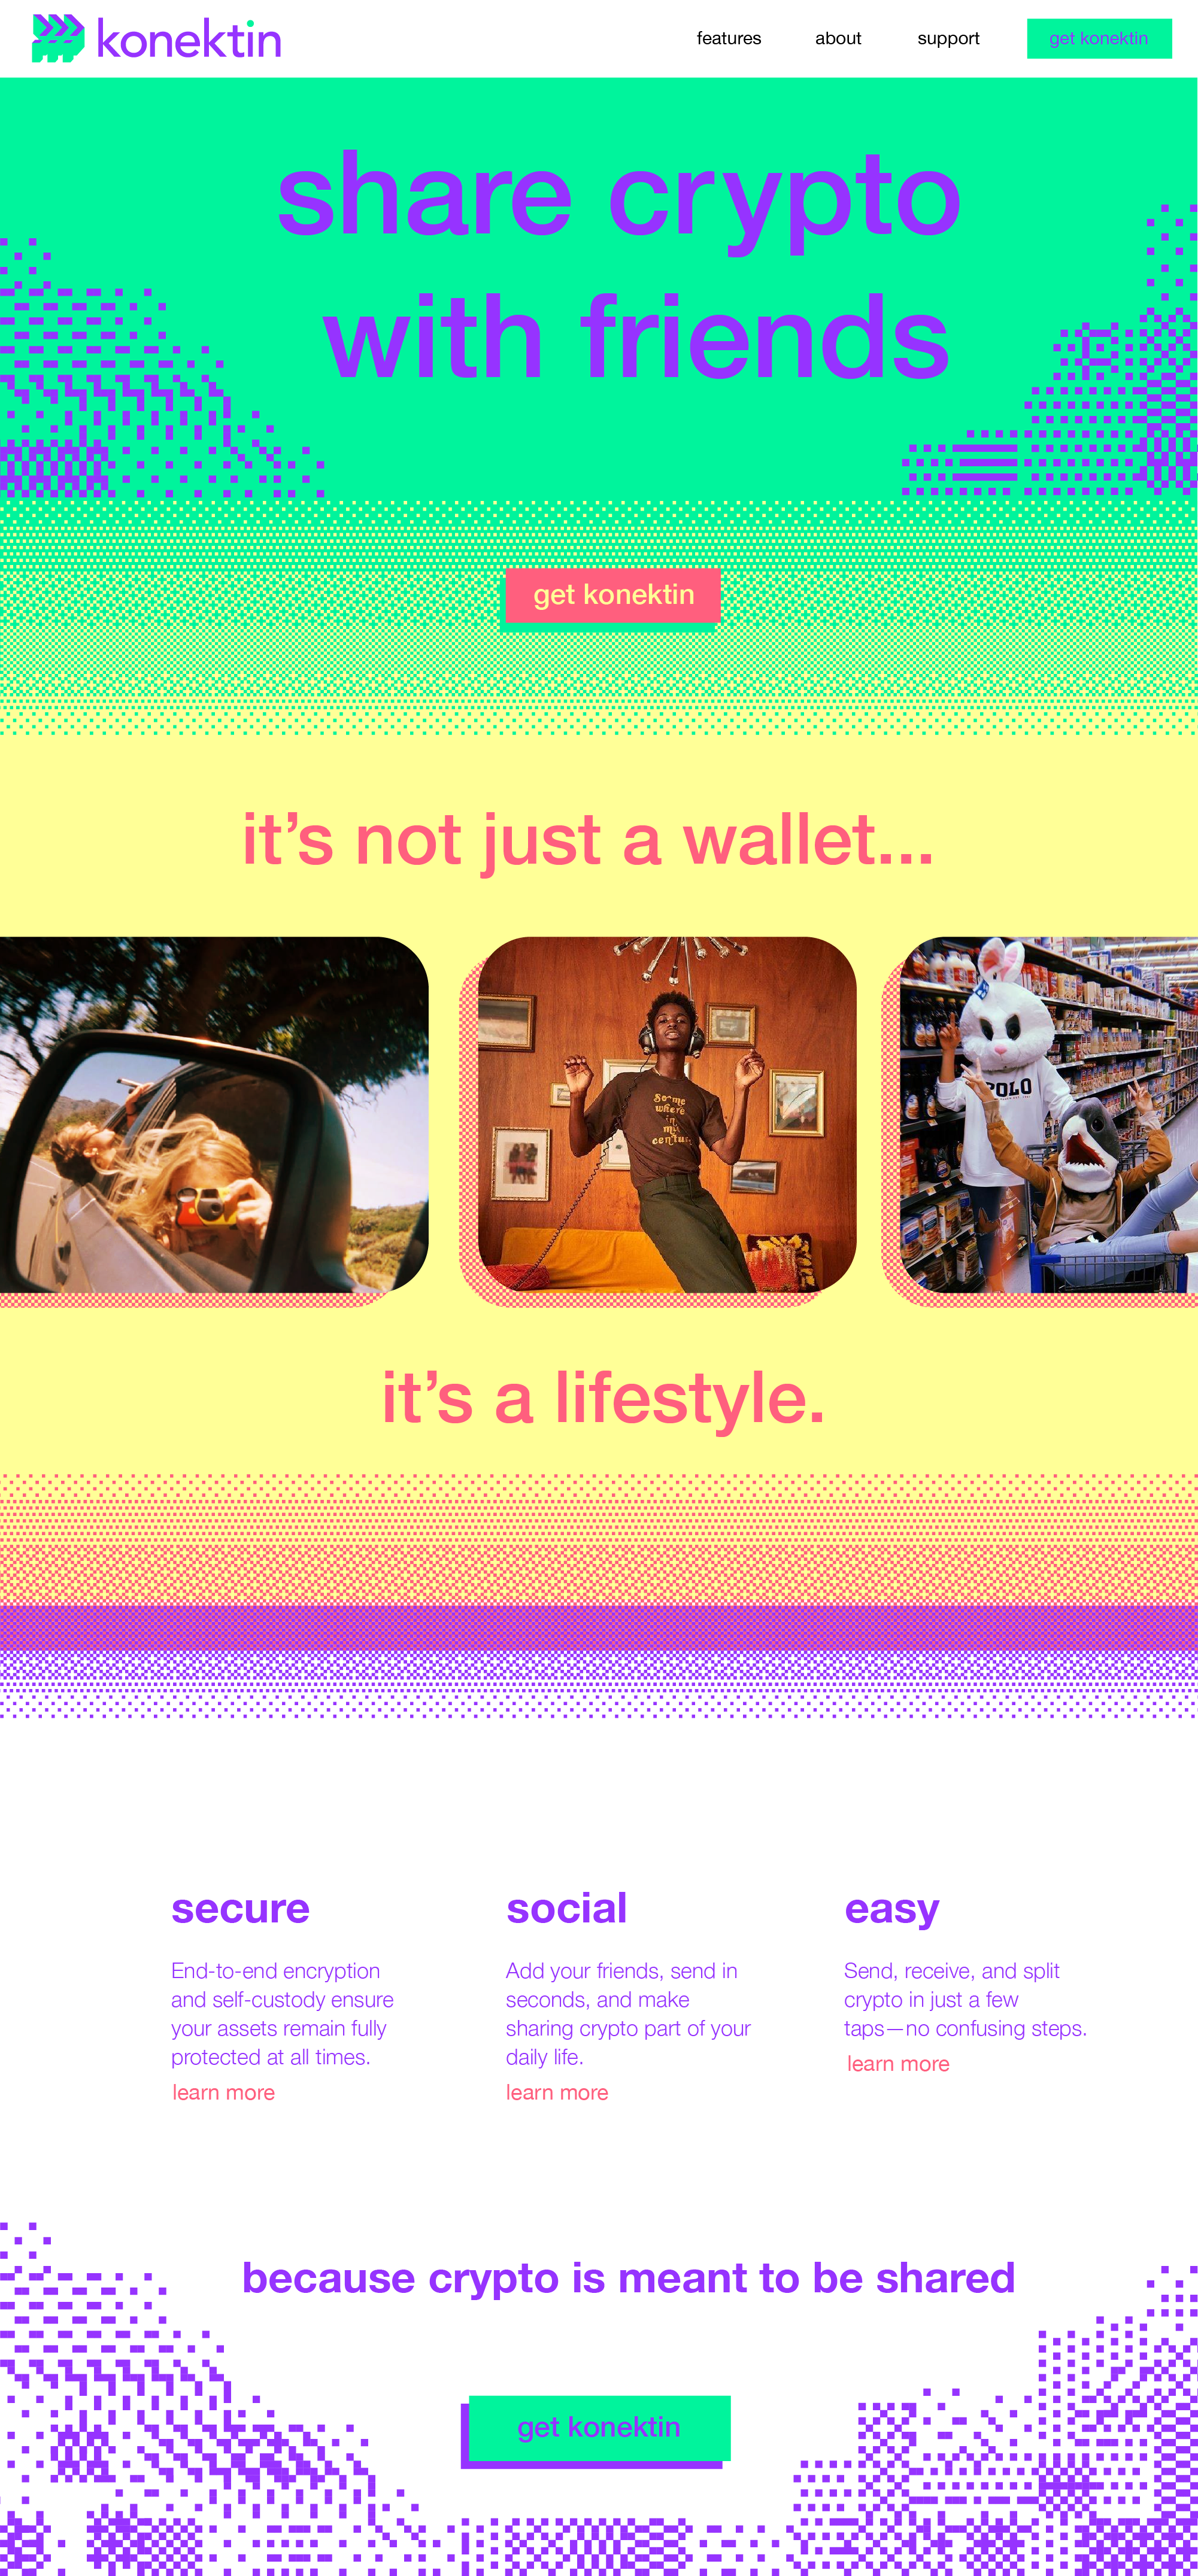 konektin
features about support get konektin
share crypto
with friends
get konektin
it’s not just a wallet...
So me
where
in
POLO
it’s a lifestyle.
secure
End-to-end encryption
and self-custody ensure
your assets remain fully
protected at all times.
learn more
social
Add your friends, send in
seconds, and make
sharing crypto part of your
daily life.
learn more
easy
Send, receive, and split
crypto in just a few
taps—no confusing steps.
learn more
because crypto is meant to be shared
get konektin